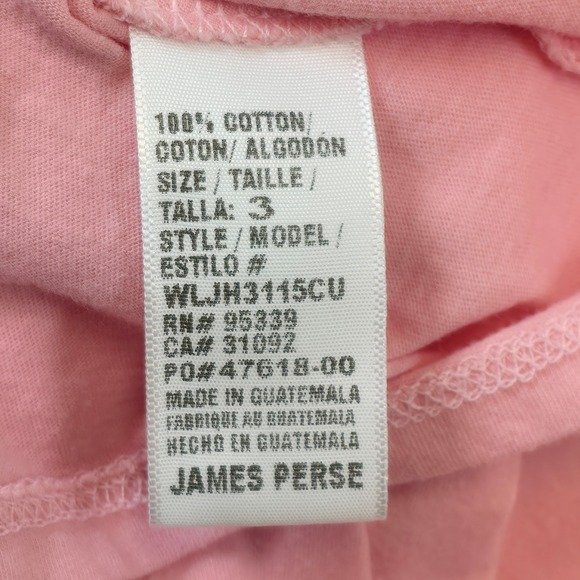 100% COTTON/
COTON/ ALGODÓN
SIZE / TAILLE /
TALLA: 3
STYLE / MODEL /
ESTILO #
WLJH3115CU
RN# 95339
CA# 31092
PO# 47618-00
MADE IN GUATEMALA
FABRIQUE AU GUATEMALA
HECHO EN GUATEMALA
JAMES PERSE